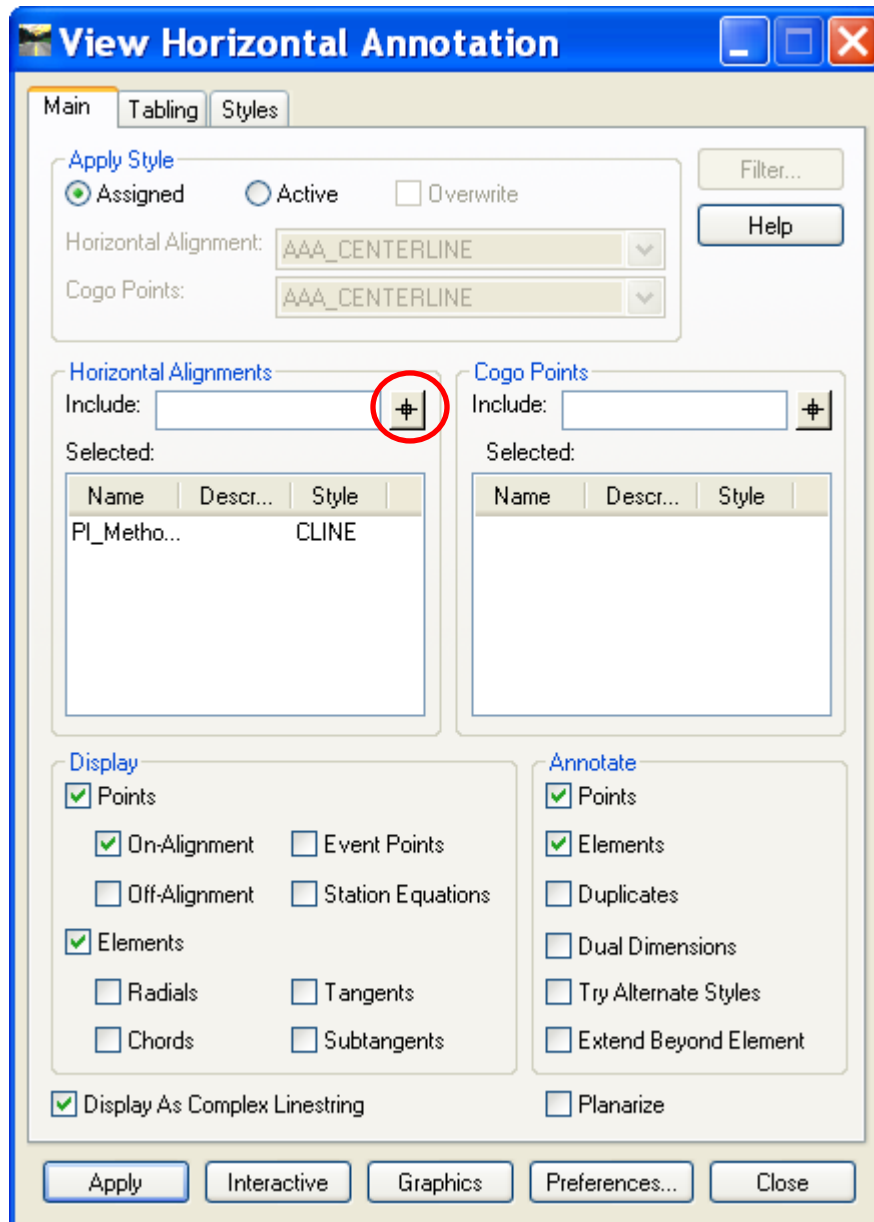 View Horizontal Annotation
Main Tabling Styles
Apply Style
Filter...
Assigned Active Overwrite
Help
Horizontal Alignment: AAA_CENTERLINE
Cogo Points: AAA_CENTERLINE
Horizontal Alignments
Include:
Selected:
Name Descr... Style
PI_Metho... CLINE
Cogo Points
Include:
Selected:
Name Descr... Style
Display
Points
On-Alignment Event Points
Off-Alignment Station Equations
Elements
Radials Tangents
Chords Subtangents
Annotate
Points
Elements
Duplicates
Dual Dimensions
Try Alternate Styles
Extend Beyond Element
Display As Complex Linestring Planarize
Apply Interactive Graphics Preferences... Close